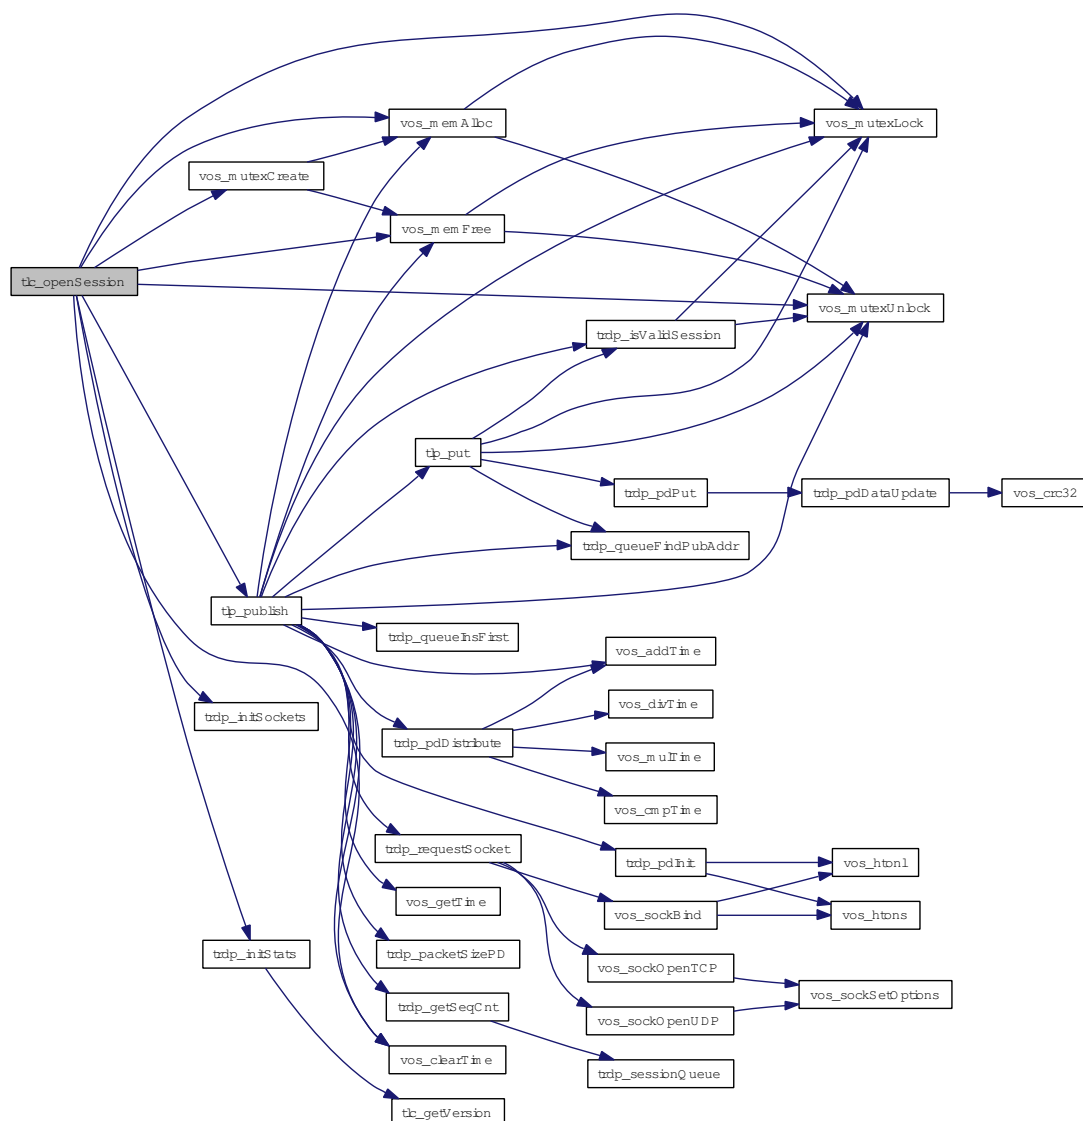 vos_memAlloc
vos_mutexLock
vos_mutexCreate
vos_memFree
tlc_openSession
vos_mutexUnlock
trdp_isValidSession
tlp_put
trdp_pdPut
trdp_pdDataUpdate
vos_crc32
trdp_queueFindPubAddr
tlp_publish
trdp_queueInsFirst
vos_addTime
vos_divTime
trdp_initSockets
trdp_pdDistribute
vos_mulTime
vos_cmpTime
trdp_requestSocket
trdp_pdInit
vos_htonl
vos_getTime
vos_sockBind
vos_htons
trdp_initStats
trdp_packetSizePD
vos_sockOpenTCP
vos_sockSetOptions
trdp_getSeqCnt
vos_sockOpenUDP
vos_clearTime
trdp_sessionQueue
tlc_getVersion